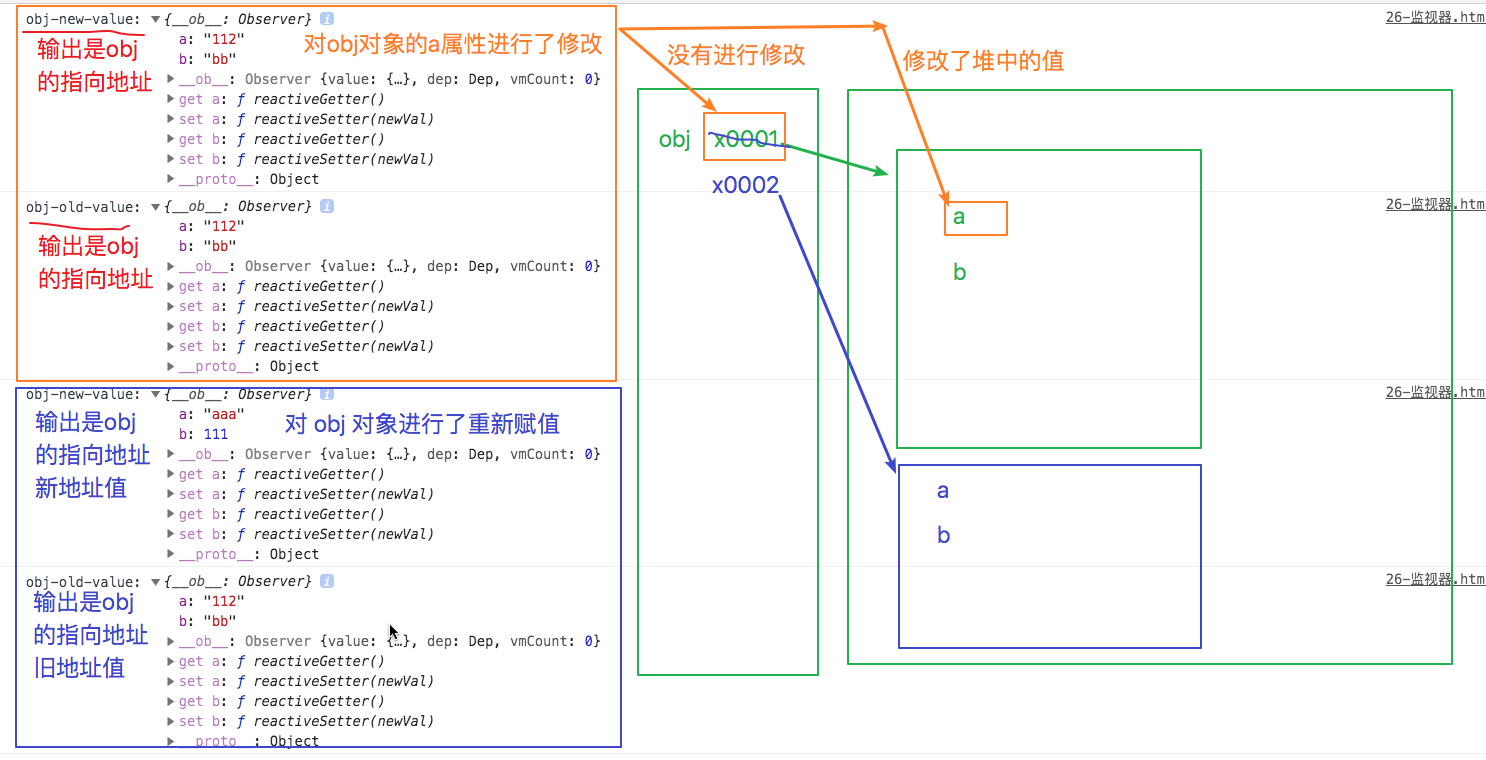 obj-new-value: ▼{__ob__: Observer} i
26-监视器.htm
a: "112"
b: "bb"
▶__ob__: Observer {value: {…}, dep: Dep, vmCount: 0}
▶get a: ƒ reactiveGetter()
▶set a: ƒ reactiveSetter(newVal)
▶get b: ƒ reactiveGetter()
▶set b: ƒ reactiveSetter(newVal)
▶__proto__: Object
输出是obj
的指向地址
对obj对象的a属性进行了修改
obj-old-value: ▼{__ob__: Observer} i
26-监视器.htm
a: "112"
b: "bb"
▶__ob__: Observer {value: {…}, dep: Dep, vmCount: 0}
▶get a: ƒ reactiveGetter()
▶set a: ƒ reactiveSetter(newVal)
▶get b: ƒ reactiveGetter()
▶set b: ƒ reactiveSetter(newVal)
▶__proto__: Object
输出是obj
的指向地址
obj-new-value: ▼{__ob__: Observer} i
26-监视器.htm
a: "aaa"
b: 111
▶__ob__: Observer {value: {…}, dep: Dep, vmCount: 0}
▶get a: ƒ reactiveGetter()
▶set a: ƒ reactiveSetter(newVal)
▶get b: ƒ reactiveGetter()
▶set b: ƒ reactiveSetter(newVal)
▶__proto__: Object
输出是obj
的指向地址
新地址值
对 obj 对象进行了重新赋值
obj-old-value: ▼{__ob__: Observer} i
26-监视器.htm
a: "112"
b: "bb"
▶__ob__: Observer {value: {…}, dep: Dep, vmCount: 0}
▶get a: ƒ reactiveGetter()
▶set a: ƒ reactiveSetter(newVal)
▶get b: ƒ reactiveGetter()
▶set b: ƒ reactiveSetter(newVal)
▶__proto__: Object
输出是obj
的指向地址
旧地址值
没有进行修改
修改了堆中的值
obj x0001
x0002
a
b
a
b